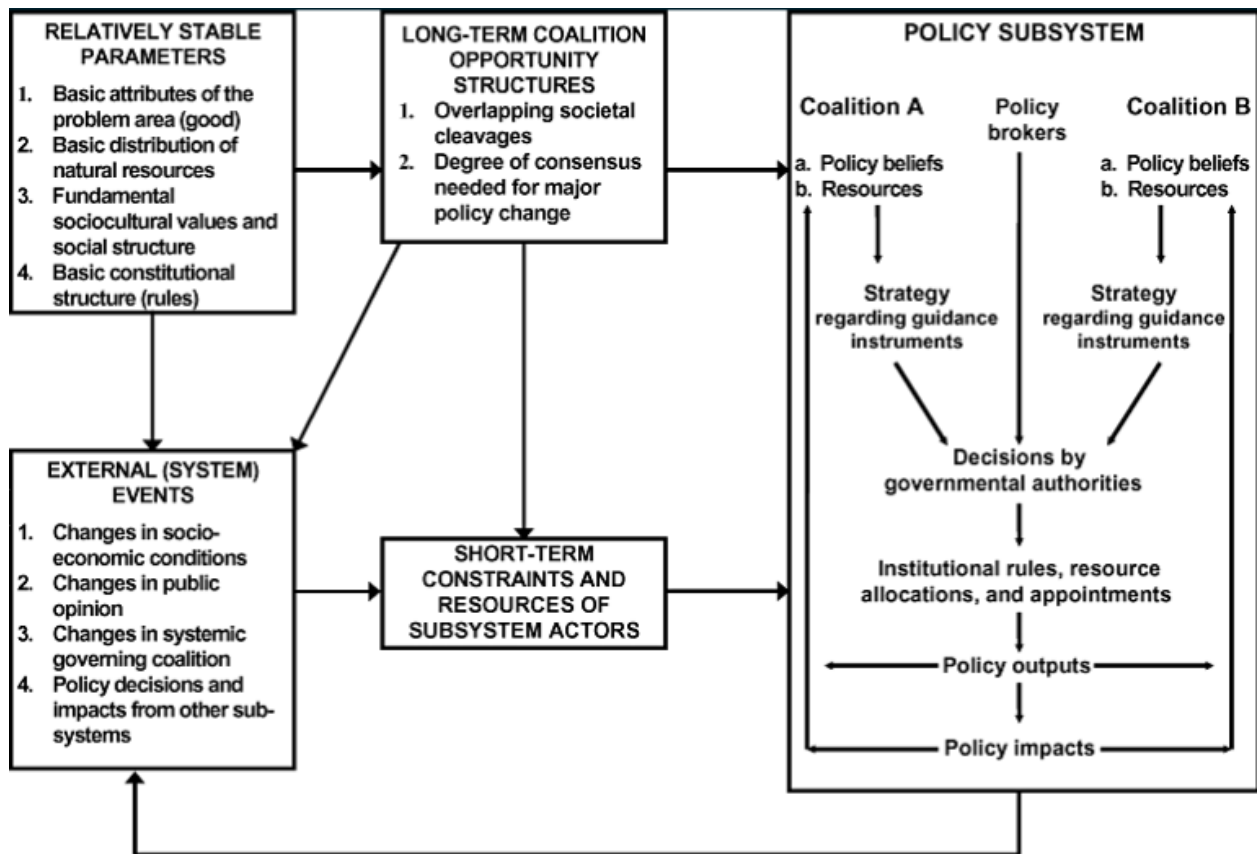 RELATIVELY STABLE
PARAMETERS
1. Basic attributes of the
problem area (good)
2. Basic distribution of
natural resources
3. Fundamental
sociocultural values and
social structure
4. Basic constitutional
structure (rules)
LONG-TERM COALITION
OPPORTUNITY
STRUCTURES
1. Overlapping societal
cleavages
2. Degree of consensus
needed for major
policy change
EXTERNAL (SYSTEM)
EVENTS
1. Changes in socio-
economic conditions
2. Changes in public
opinion
3. Changes in systemic
governing coalition
4. Policy decisions and
impacts from other sub-
systems
SHORT-TERM
CONSTRAINTS AND
RESOURCES OF
SUBSYSTEM ACTORS
POLICY SUBSYSTEM
Coalition A
a. Policy beliefs
b. Resources
Strategy
regarding guidance
instruments
Policy
brokers
Coalition B
a. Policy beliefs
b. Resources
Strategy
regarding guidance
instruments
Decisions by
governmental authorities
Institutional rules, resource
allocations, and appointments
Policy outputs
Policy impacts